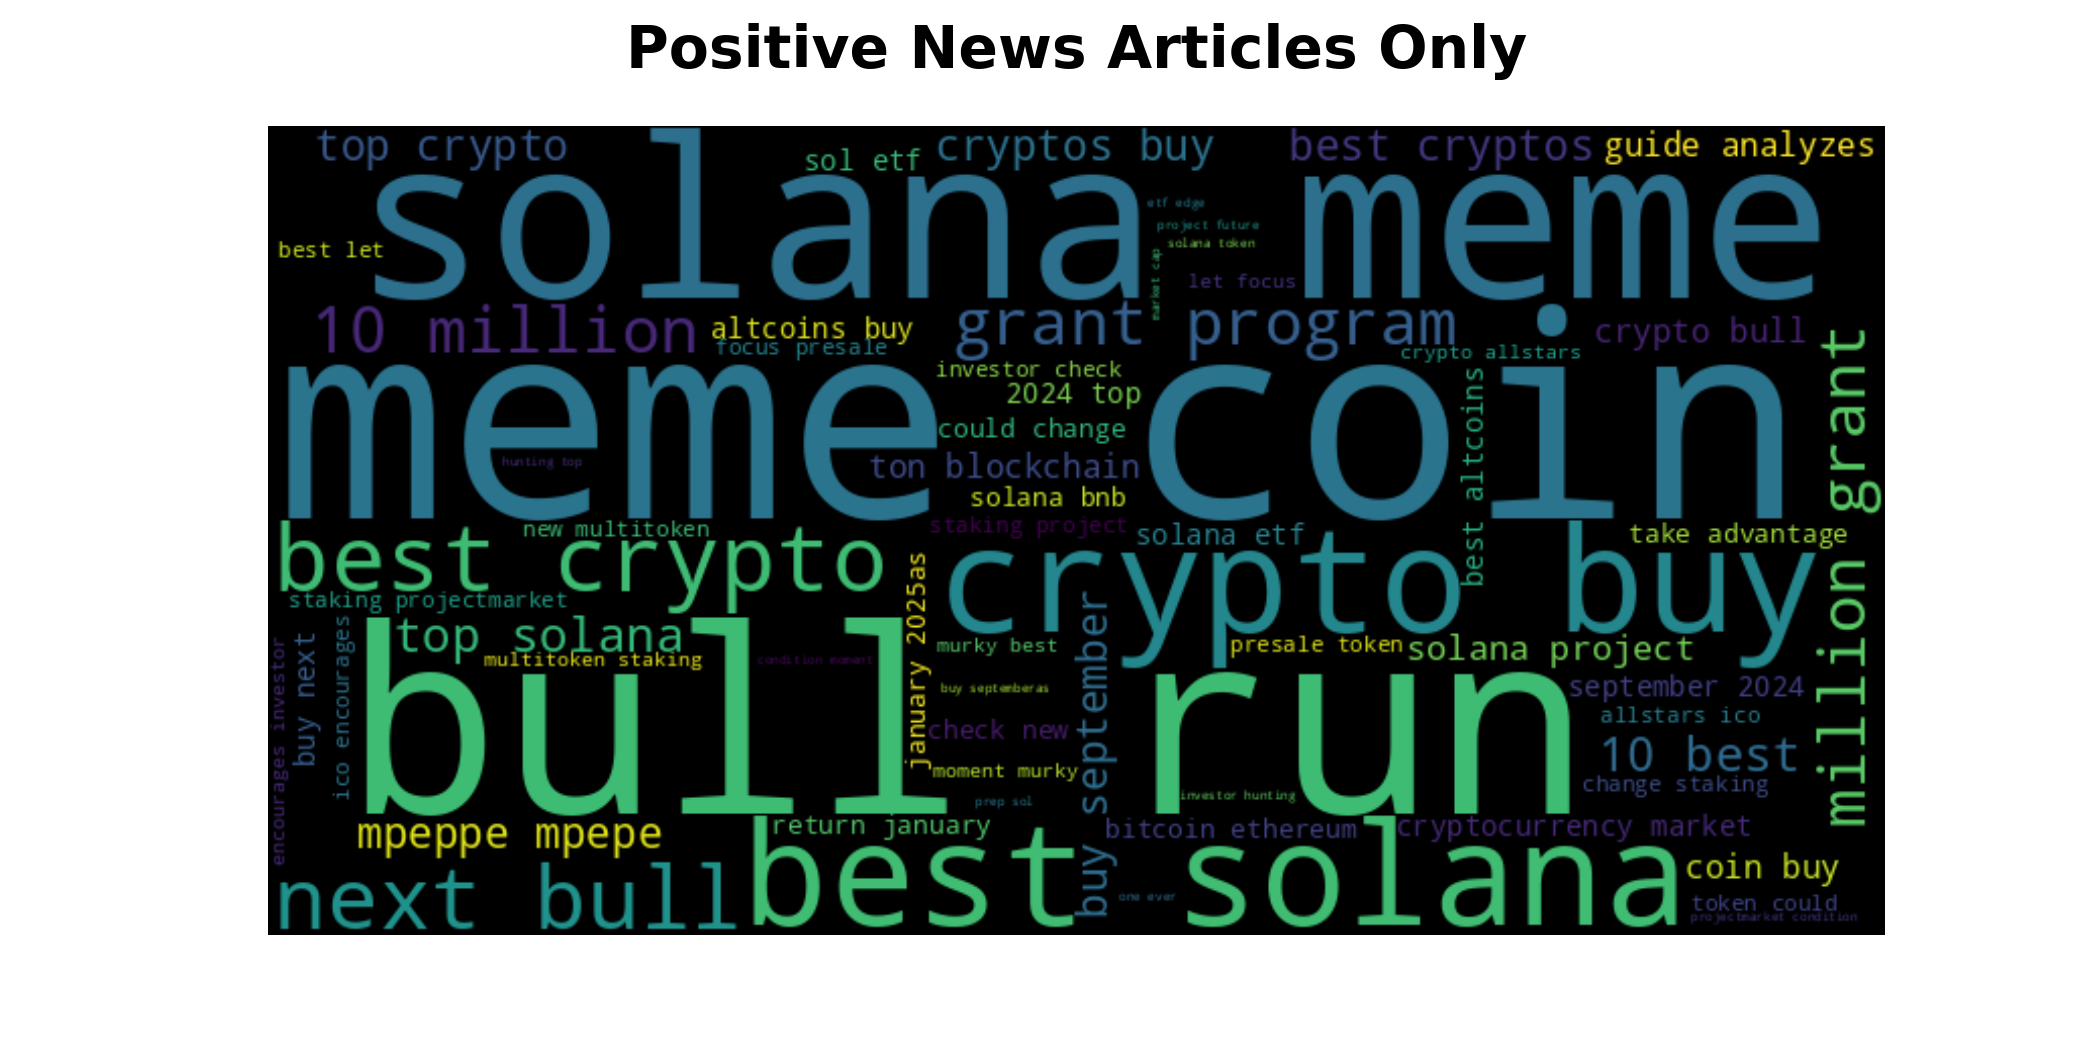 Positive News Articles Only
top crypto
sol etf
cryptos buy
best cryptos
guide analyzes
solana meme
etf edge
project future
solana token
best let
market cap
let focus
10 million
altcoins buy
grant program
crypto bull
focus presale
crypto allstars
meme coin
investor check
2024 top
could change
hunting top
ton blockchain
solana bnb
best altcoins
million grant
staking project
new multitoken
solana etf
take advantage
best crypto
crypto buy
staking projectmarket
january 2025as
top solana
murky best
presale token
solana project
multitoken staking
condition moment
buy septemberas
september 2024
encourages investor
buy next
ico encourages
bull run
check new
buy september
allstars ico
10 best
moment murky
change staking
prep sol
investor hunting
mpeppe mpepe
return january
bitcoin ethereum
cryptocurrency market
next bull
best solana
coin buy
one ever
token could
projectmarket condition